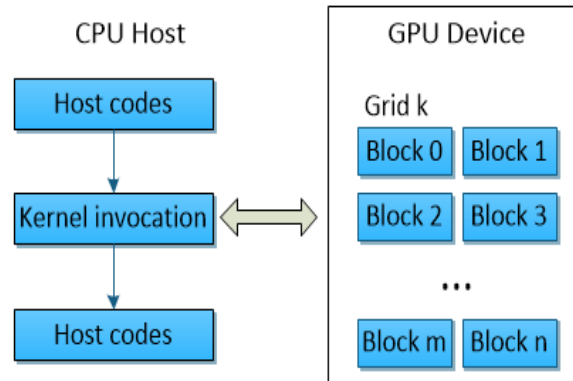 CPU Host
Host codes
Kernel invocation
Host codes
GPU Device
Grid k
Block 0 Block 1
Block 2 Block 3
...
Block m Block n